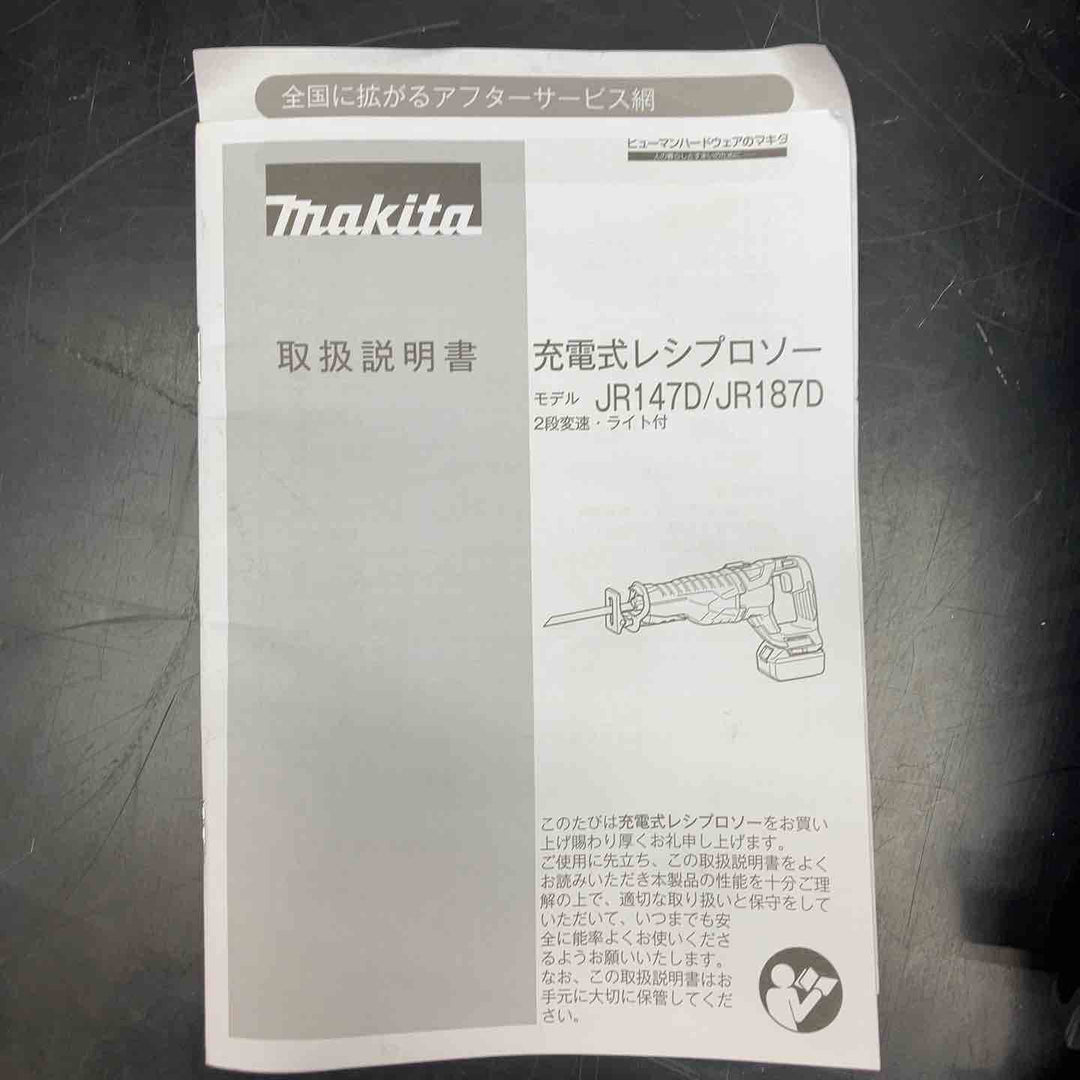 全国に拡がるアフターサービス網
ヒューマンハードウェアのマキタ
makita
取扱説明書
充電式レシプロソー
モデル JR147D/JR187D
2段変速・ライト付
このたびは充電式レシプロソーをお買い
上げ賜わり厚くお礼申し上げます。
ご使用に先立ち、この取扱説明書をよく
お読みいただき本製品の性能を十分ご理
解の上で、適切な取り扱いと保守をして
いただいて、いつまでも安
全に能率よくお使いくださ
るようお願いいたします。
なお、この取扱説明書はお
手元に大切に保管してくだ
さい。